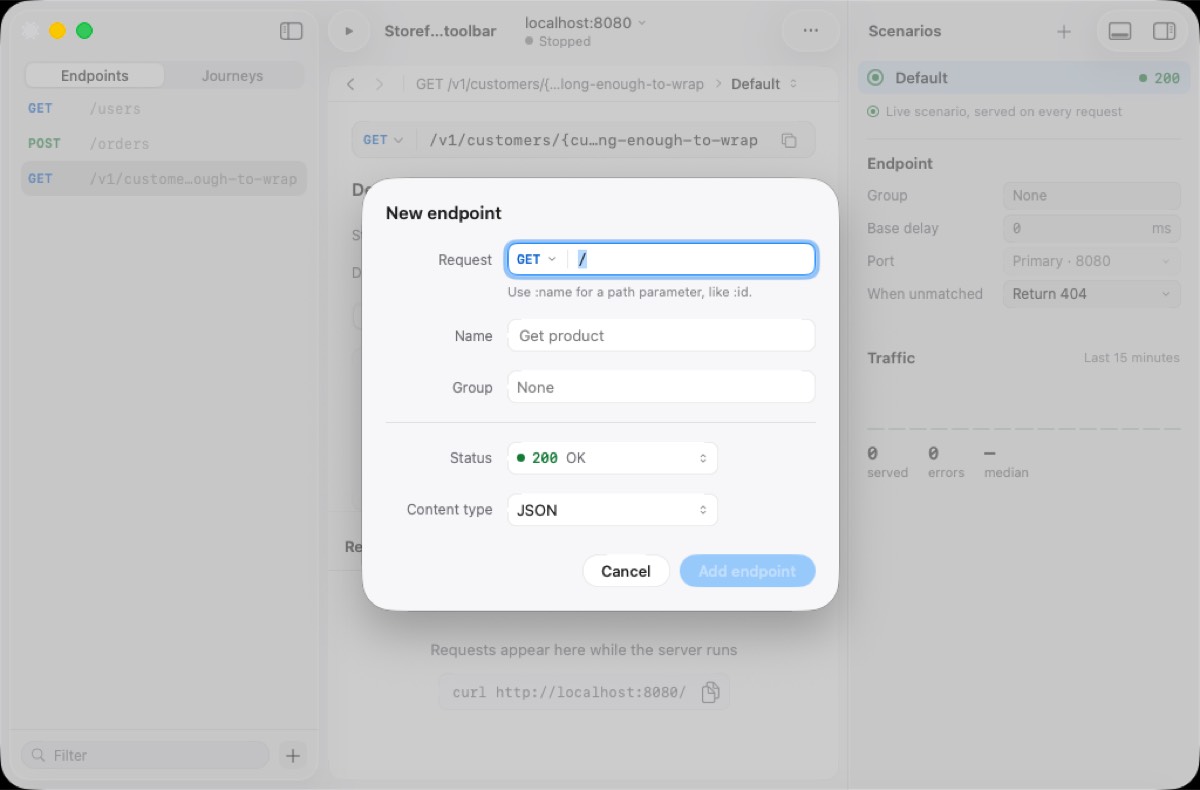 Storef...toolbar
localhost:8080
Stopped
Scenarios
Endpoints
Journeys
GET /users
POST /orders
GET /v1/custome…ough-to-wrap
Filter
GET /v1/customers/{…long-enough-to-wrap
Default
GET /v1/customers/{cu…ng-enough-to-wrap
New endpoint
Request GET /
Use :name for a path parameter, like :id.
Name Get product
Group None
Status 200 OK
Content type JSON
Cancel
Add endpoint
Re
Requests appear here while the server runs
curl http://localhost:8080/
Default 200
Live scenario, served on every request
Endpoint
Group None
Base delay 0 ms
Port Primary · 8080
When unmatched Return 404
Traffic Last 15 minutes
0 0 –
served errors median